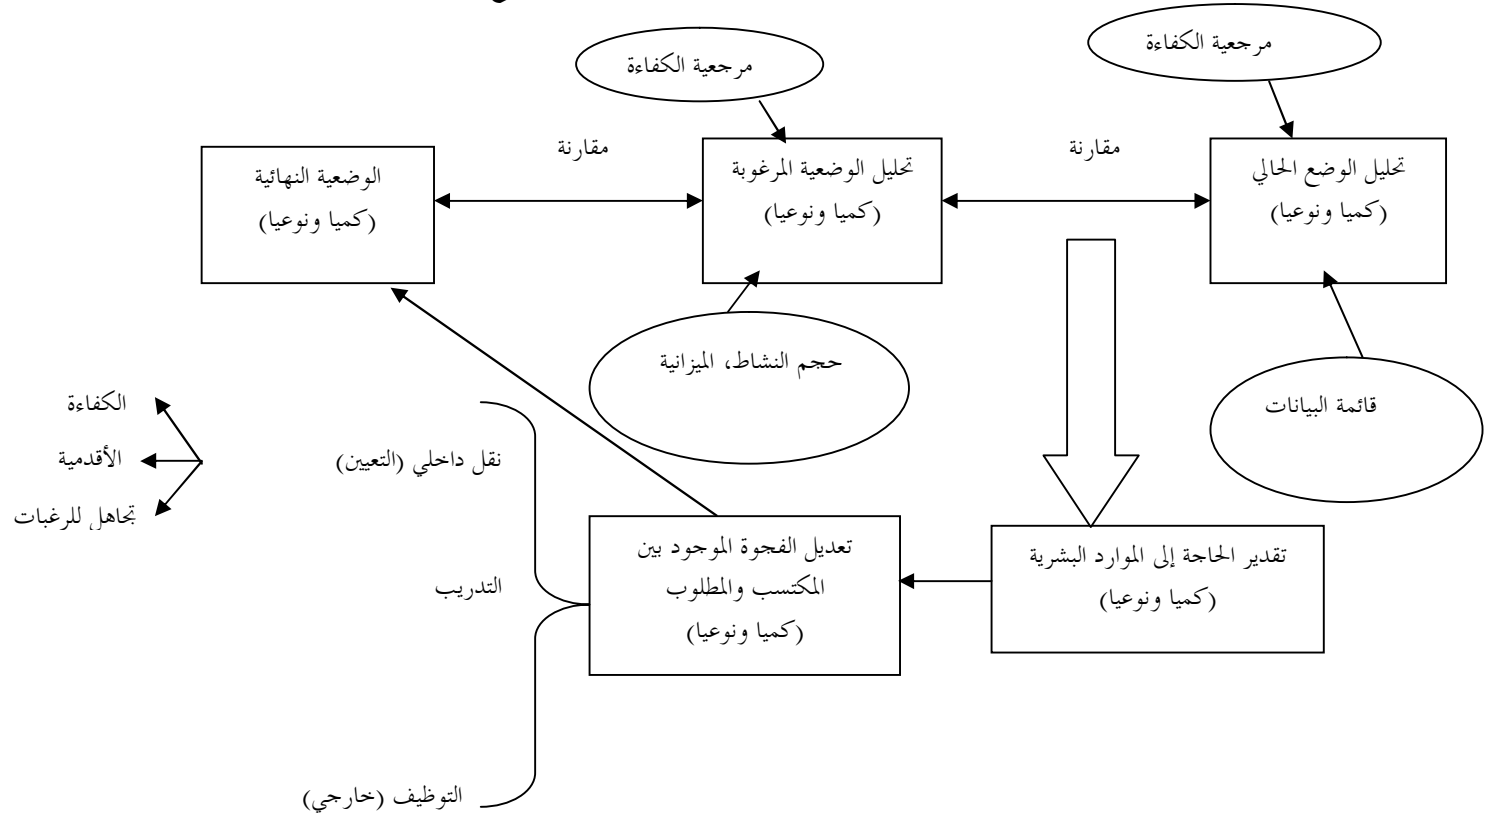 مرجعية الكفاءة
مرجعية الكفاءة
مقارنة
مقارنة
تحليل الوضع الحالي
(كميا ونوعيا)
تحليل الوضعية المرغوبة
(كميا ونوعيا)
الوضعية النهائية
(كميا ونوعيا)
قائمة البيانات
حجم النشاط، الميزانية
تقدير الحاجة إلى الموارد البشرية
(كميا ونوعيا)
تعديل الفجوة الموجود بين
المكتسب والمطلوب
(كميا ونوعيا)
نقل داخلي (التعيين)
التدريب
التوظيف (خارجي)
الكفاءة
الأقدمية
تجاهل للرغبات